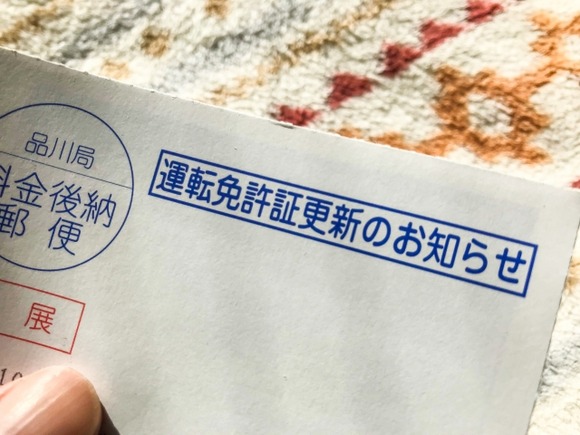 品川局
料金後納
郵便
運転免許証更新のお知らせ
展
10